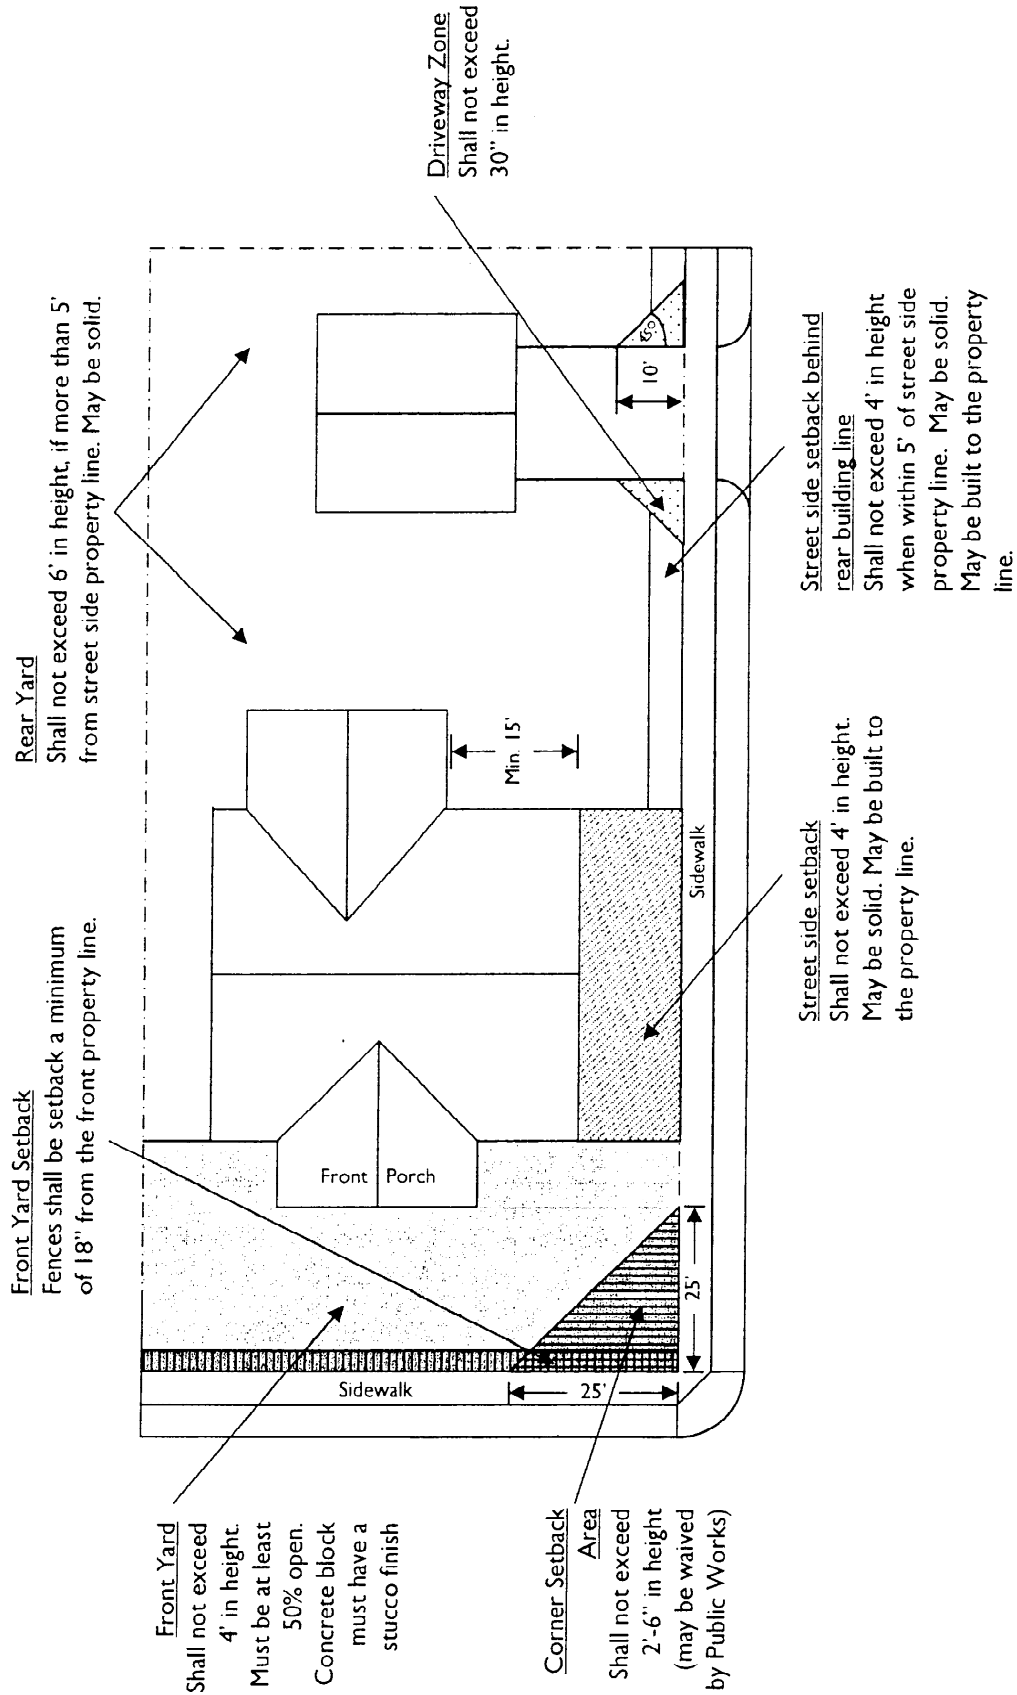 Front Yard Setback
Fences shall be setback a minimum
of 18" from the front property line.
Rear Yard
Shall not exceed 6' in height, if more than 5'
from street side property line. May be solid.
Front Yard
Shall not exceed
4' in height.
Must be at least
50% open.
Concrete block
must have a
stucco finish
Driveway Zone
Shall not exceed
30" in height.
Front Porch
Min. 15'
45°
10'
Sidewalk
25'
25'
Sidewalk
Corner Setback
Area
Shall not exceed
2'-6" in height
(may be waived
by Public Works)
Street side setback
Shall not exceed 4' in height.
May be solid. May be built to
the property line.
Street side setback behind
rear building line
Shall not exceed 4' in height
when within 5' of street side
property line. May be solid.
May be built to the property
line.